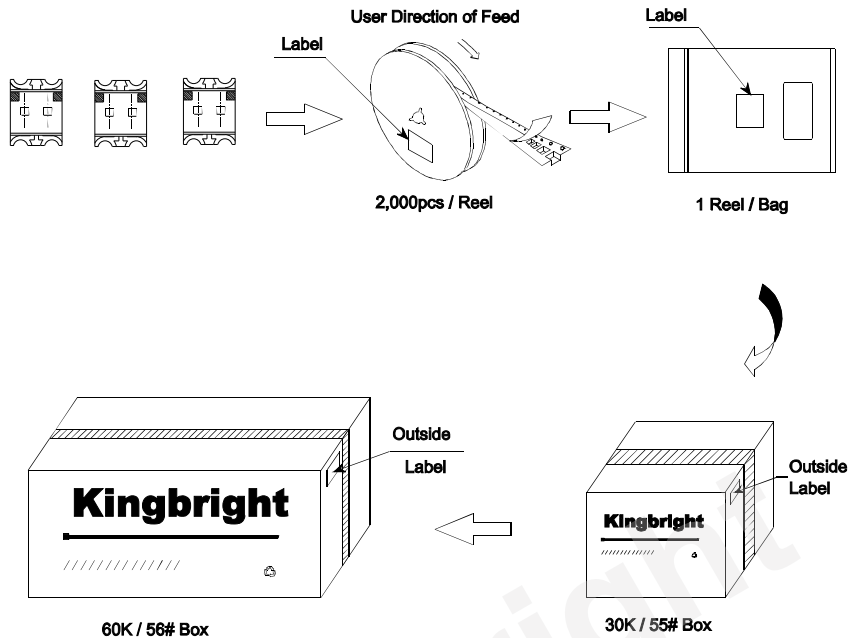 User Direction of Feed
Label
Label
2,000pcs / Reel
1 Reel / Bag
Outside
Label
Kingbright
60K / 56# Box
Outside
Label
Kingbright
30K / 55# Box
bright